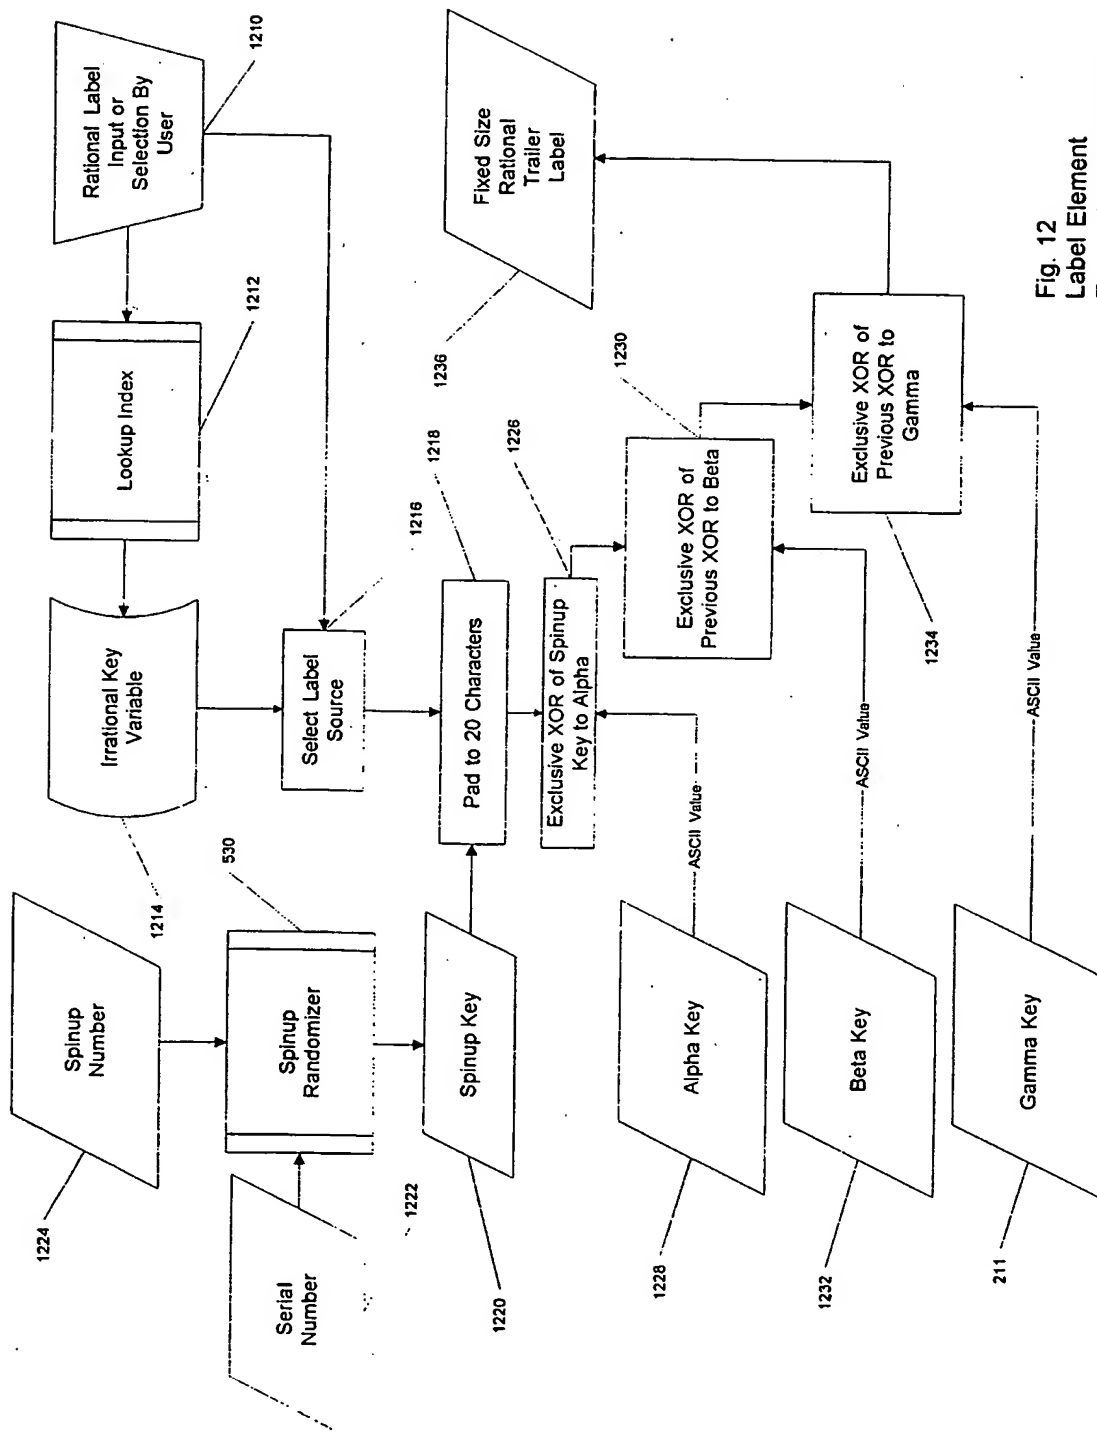 1224
Spinup
Number
1214
Irrational Key
Variable
Lookup Index
1212
Rational Label
Input or
Selection By
User
1210
Serial
Number
1222
Spinup
Randomizer
530
Select Label
Source
1216
Spinup Key
1220
Pad to 20 Characters
1218
Exclusive XOR of Spinup
Key to Alpha
1226
Fixed Size
Rational
Trailer
Label
1236
1228
Alpha Key
ASCII Value
Exclusive XOR of
Previous XOR to Beta
1230
1232
Beta Key
ASCII Value
Exclusive XOR of
Previous XOR to
Gamma
1234
211
Gamma Key
ASCII Value
Fig. 12
Label Element